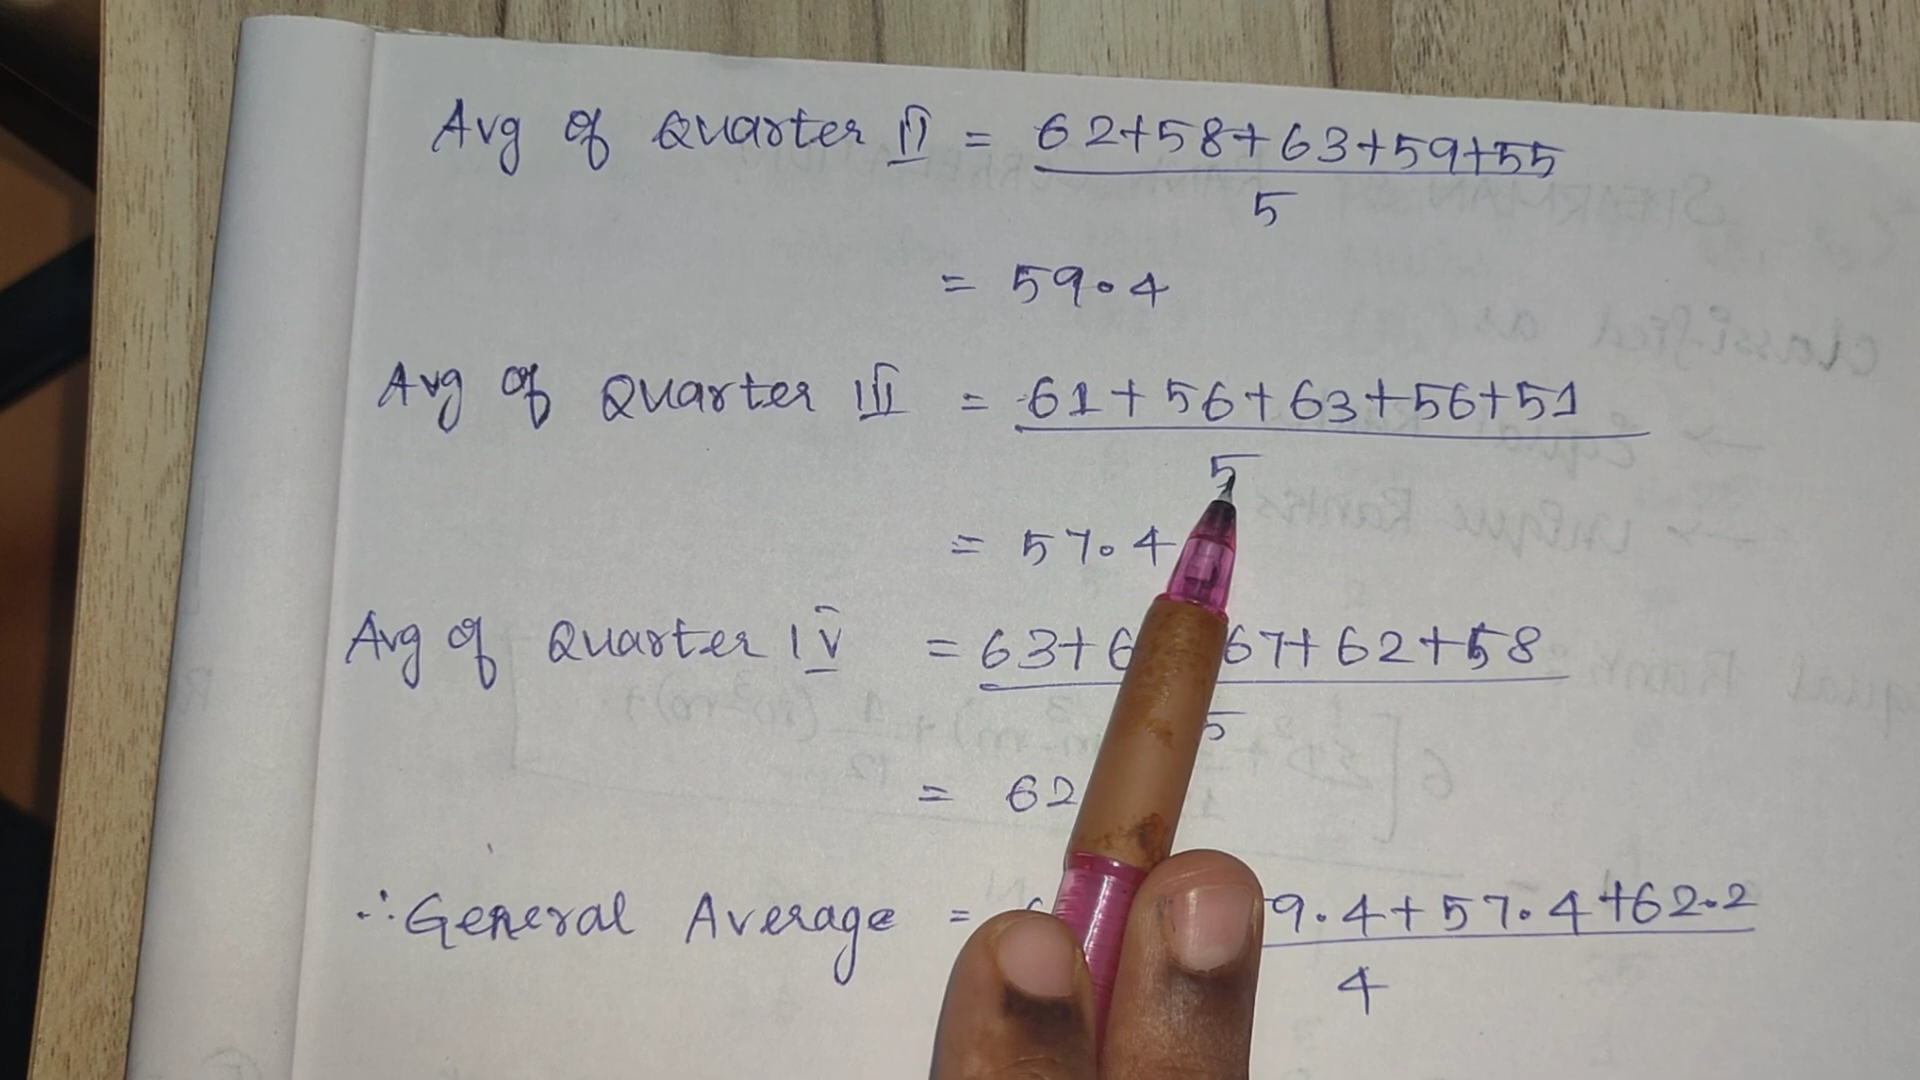 Avg of Quarter II = 62+58+63+59+55
5
= 59.4
Avg of Quarter III = 61+56+63+56+51
5
= 57.4
Avg of Quarter IV = 63+6 67+62+58
5
= 62
∴ General Average = 9.4+57.4+62.2
4